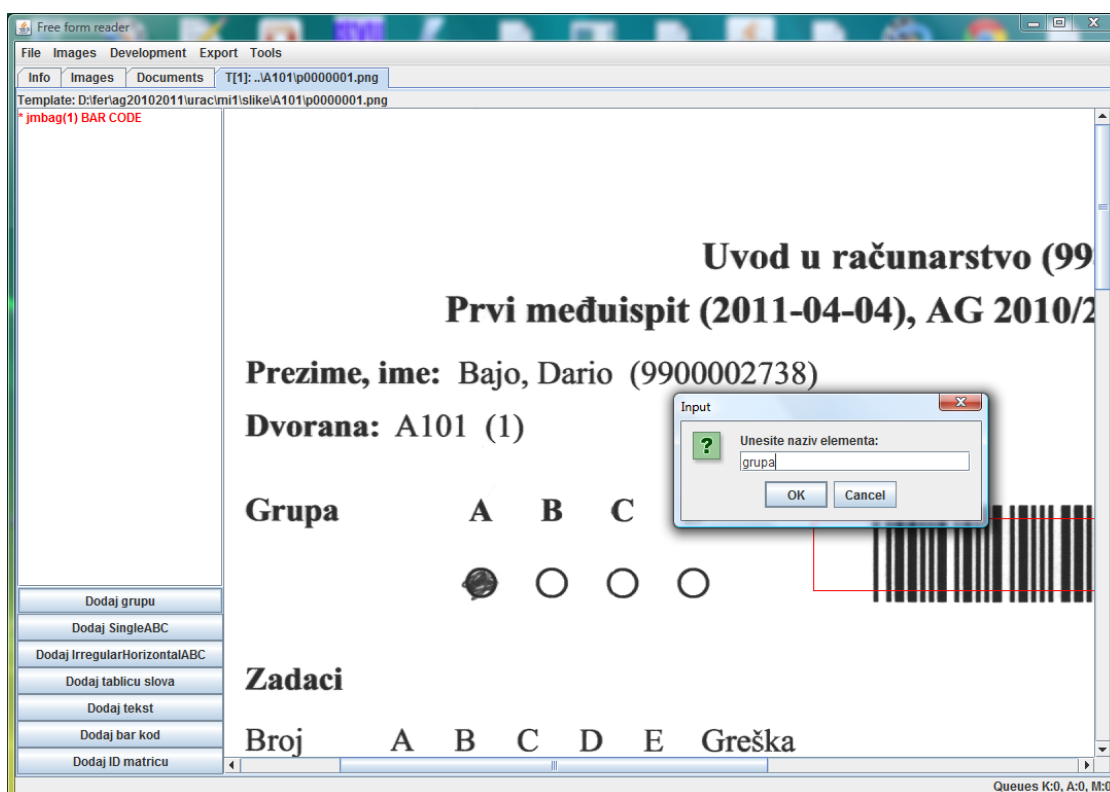 Free form reader
File Images Development Export Tools
Info Images Documents T[1]: ..\A101\p0000001.png
Template: D:\fer\ag20102011\urac\mi1\slike\A101\p0000001.png
* jmbag(1) BAR CODE
Uvod u računarstvo (99
Prvi međuispit (2011-04-04), AG 2010/2
Prezime, ime: Bajo, Dario (9900002738)
Dvorana: A101 (1)
Input
Unesite naziv elementa:
grupa
OK Cancel
Grupa A B C
Zadaci
Broj A B C D E Greška
Dodaj grupu
Dodaj SingleABC
Dodaj IrregularHorizontalABC
Dodaj tablicu slova
Dodaj tekst
Dodaj bar kod
Dodaj ID matricu
Queues K:0, A:0, M:0